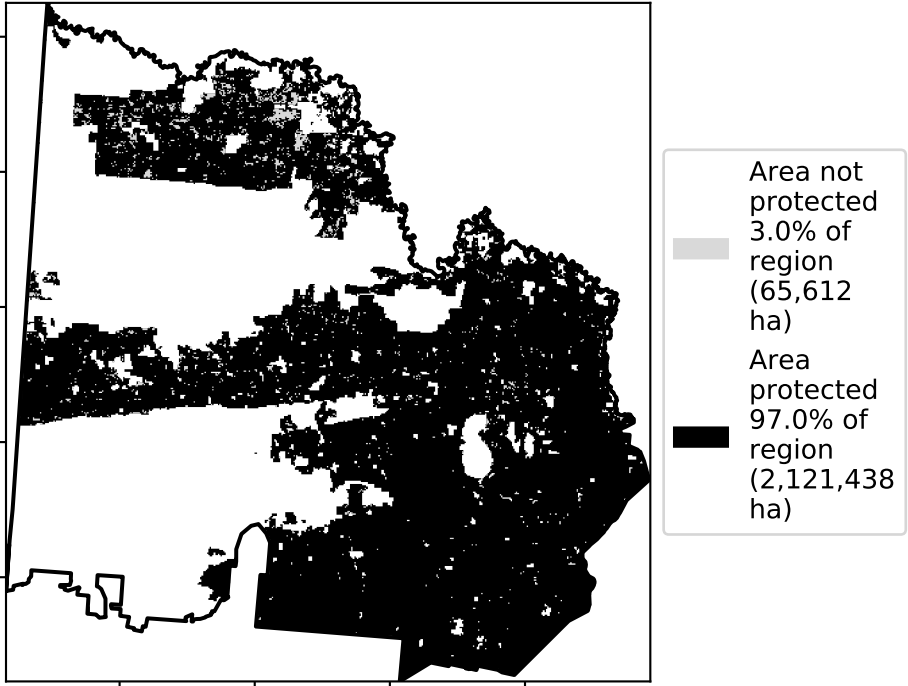 Area not
protected
3.0% of
region
(65,612
ha)
Area
protected
97.0% of
region
(2,121,438
ha)